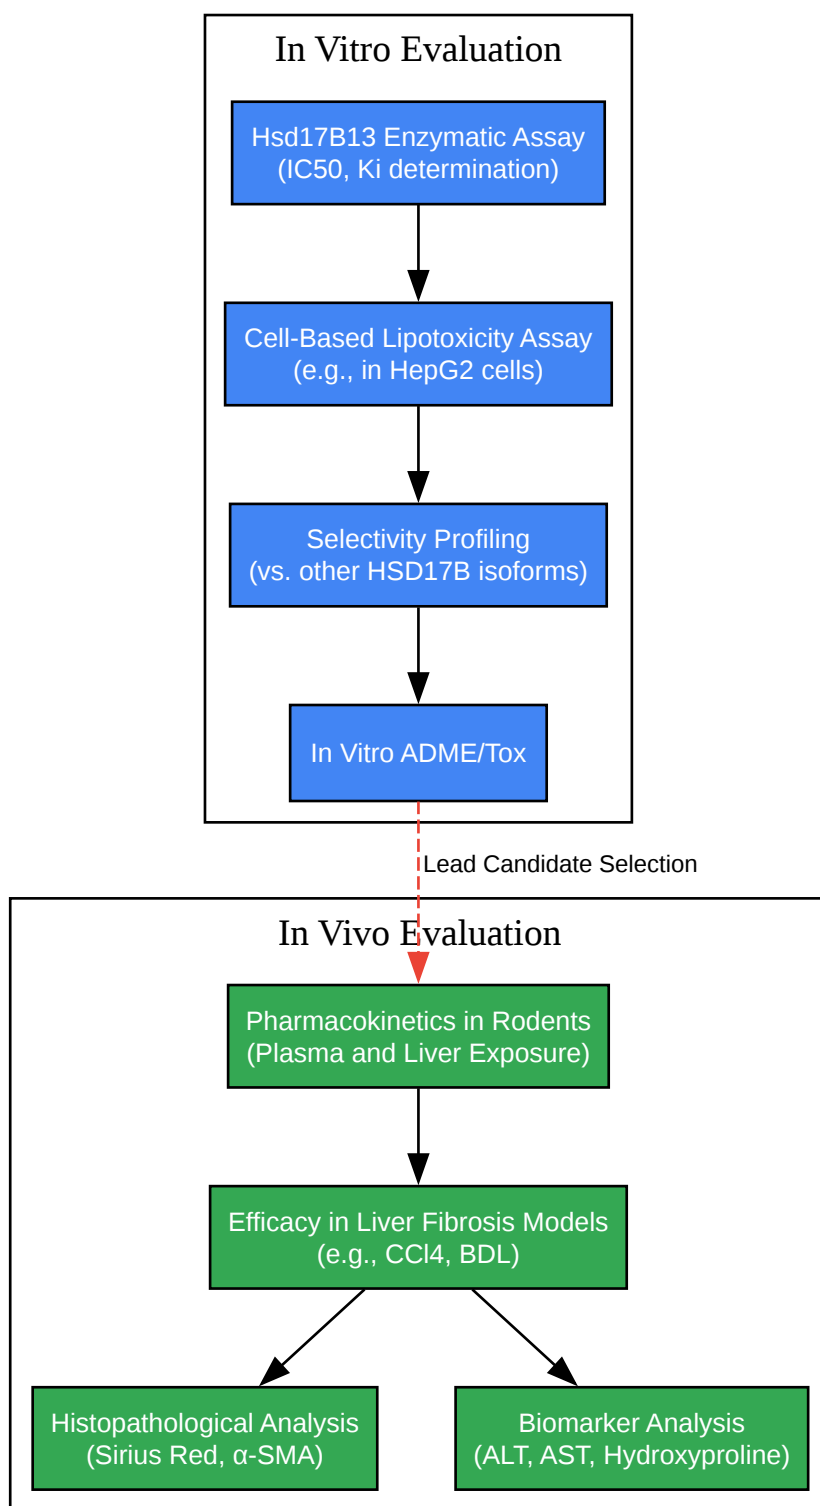 In Vitro Evaluation
Hsd17B13 Enzymatic Assay
(IC50, Ki determination)
Cell-Based Lipotoxicity Assay
(e.g., in HepG2 cells)
Selectivity Profiling
(vs. other HSD17B isoforms)
In Vitro ADME/Tox
Lead Candidate Selection
In Vivo Evaluation
Pharmacokinetics in Rodents
(Plasma and Liver Exposure)
Efficacy in Liver Fibrosis Models
(e.g., CCl4, BDL)
Histopathological Analysis
(Sirius Red, α-SMA)
Biomarker Analysis
(ALT, AST, Hydroxyproline)